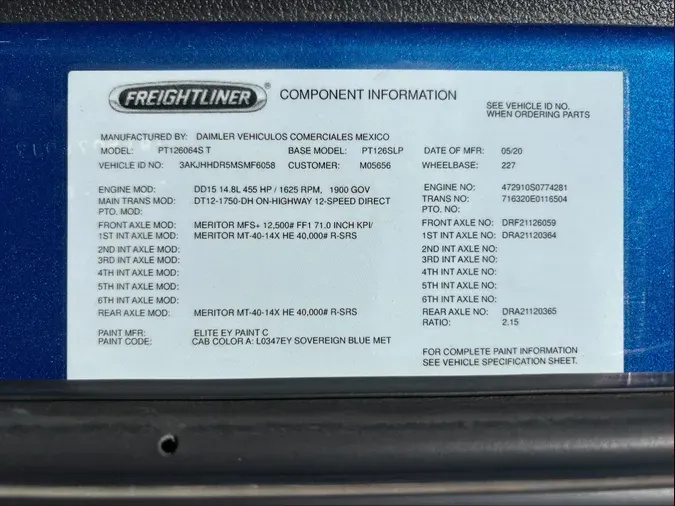 FREIGHTLINER COMPONENT INFORMATION
SEE VEHICLE ID NO.
WHEN ORDERING PARTS
MANUFACTURED BY: DAIMLER VEHICULOS COMERCIALES MEXICO
MODEL: PT126064S T BASE MODEL: PT126SLP DATE OF MFR: 05/20
VEHICLE ID NO: 3AKJHHDR5MSMF6058 CUSTOMER: M05656 WHEELBASE: 227
ENGINE MOD: DD15 14.8L 455 HP / 1625 RPM, 1900 GOV ENGINE NO: 472910S0774281
MAIN TRANS MOD: DT12-1750-DH ON-HIGHWAY 12-SPEED DIRECT TRANS NO: 716320E0116504
PTO. MOD: PTO. NO:
FRONT AXLE MOD: MERITOR MFS+ 12,500# FF1 71.0 INCH KPI/ FRONT AXLE NO: DRF21126059
1ST INT AXLE MOD: MERITOR MT-40-14X HE 40,000# R-SRS 1ST INT AXLE NO: DRA21120364
2ND INT AXLE MOD: 2ND INT AXLE NO:
3RD INT AXLE MOD: 3RD INT AXLE NO:
4TH INT AXLE MOD: 4TH INT AXLE NO:
5TH INT AXLE MOD: 5TH INT AXLE NO:
6TH INT AXLE MOD: 6TH INT AXLE NO:
REAR AXLE MOD: MERITOR MT-40-14X HE 40,000# R-SRS REAR AXLE NO: DRA21120365
RATIO: 2.15
PAINT MFR: ELITE EY PAINT C
PAINT CODE: CAB COLOR A: L0347EY SOVEREIGN BLUE MET
FOR COMPLETE PAINT INFORMATION
SEE VEHICLE SPECIFICATION SHEET.